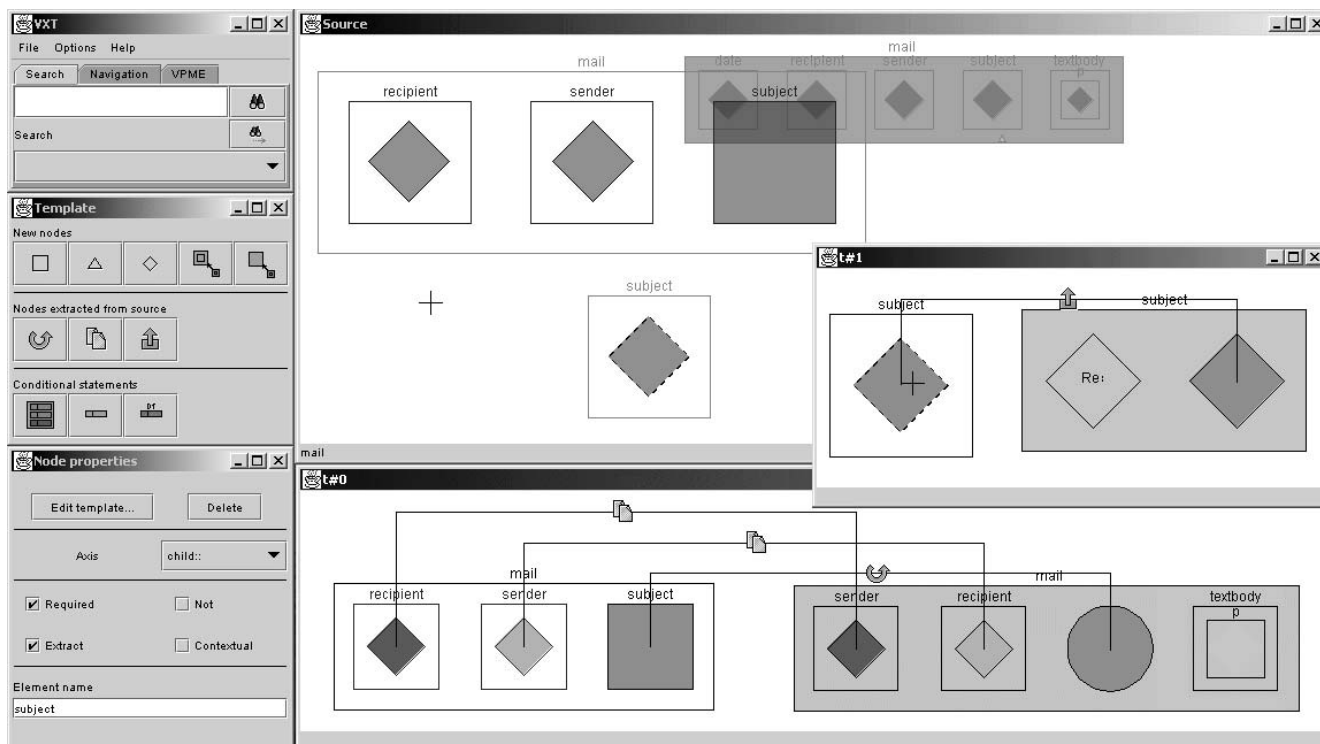 VXT
File Options Help
Search Navigation VPME
Search
Template
New nodes
Nodes extracted from source
Conditional statements
Df
Node properties
Edit template... Delete
Axis child::
Required Not
Extract Contextual
Element name
subject
Source
mail
mail
date recipient sender subject textbody
p
recipient sender subject
subject
mail
t#1
subject subject
Re:
t#0
mail mail
recipient sender subject sender recipient textbody
p